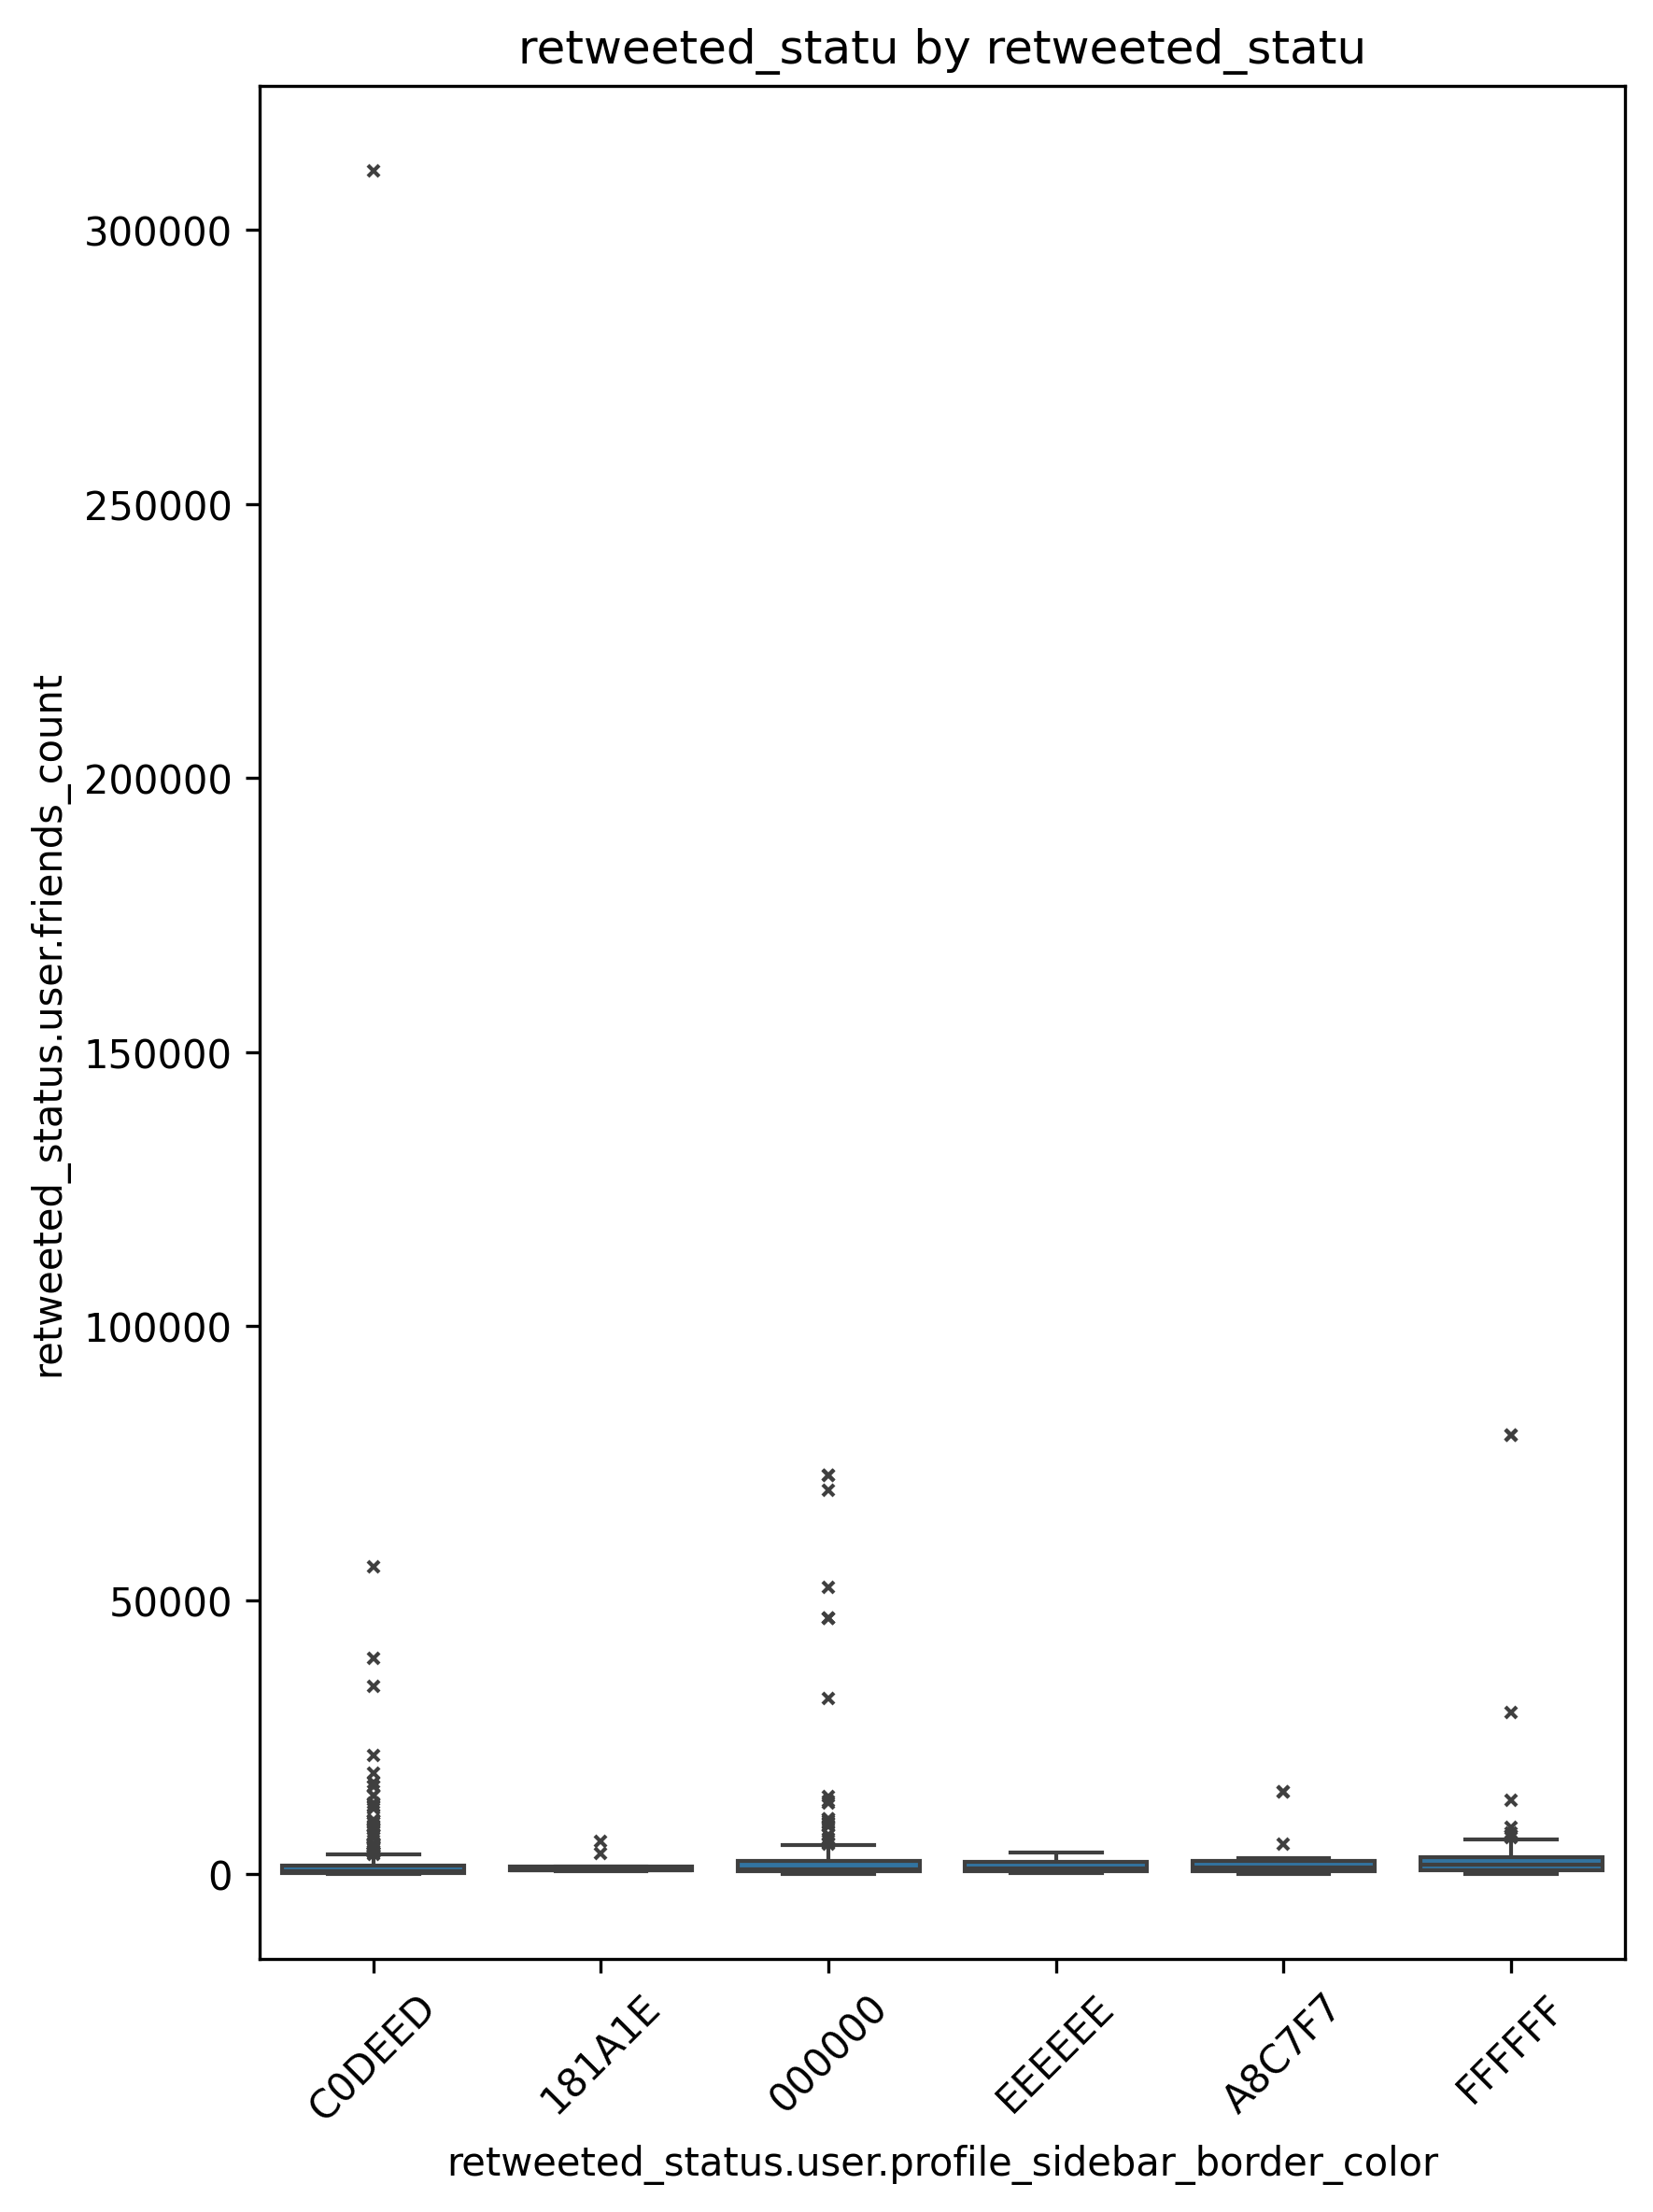 retweeted_statu by retweeted_statu
retweeted_status.user.friends_count
300000
250000
200000
150000
100000
50000
0
C0DEED
181A1E
000000
EEEEEE
A8C7F7
FFFFFF
retweeted_status.user.profile_sidebar_border_color